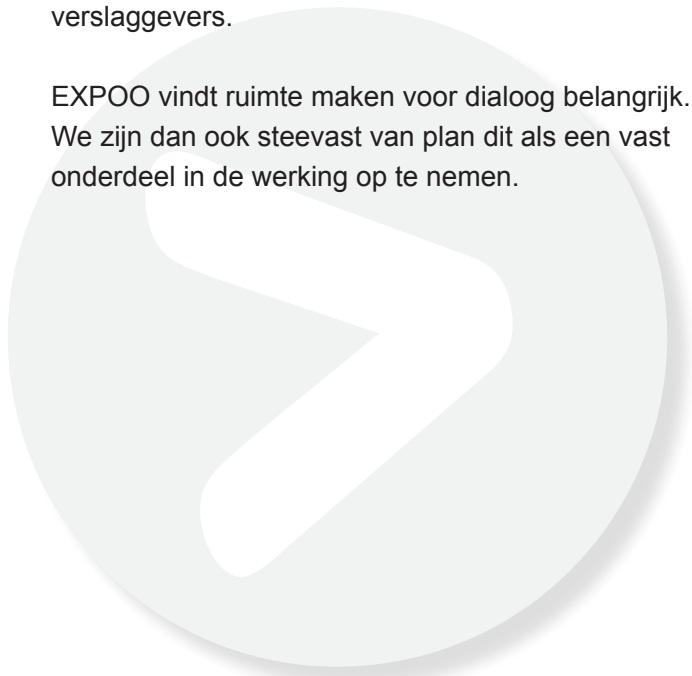 verslaggevers.
EXPOO vindt ruimte maken voor dialoog belangrijk.
We zijn dan ook steevast van plan dit als een vast
onderdeel in de werking op te nemen.